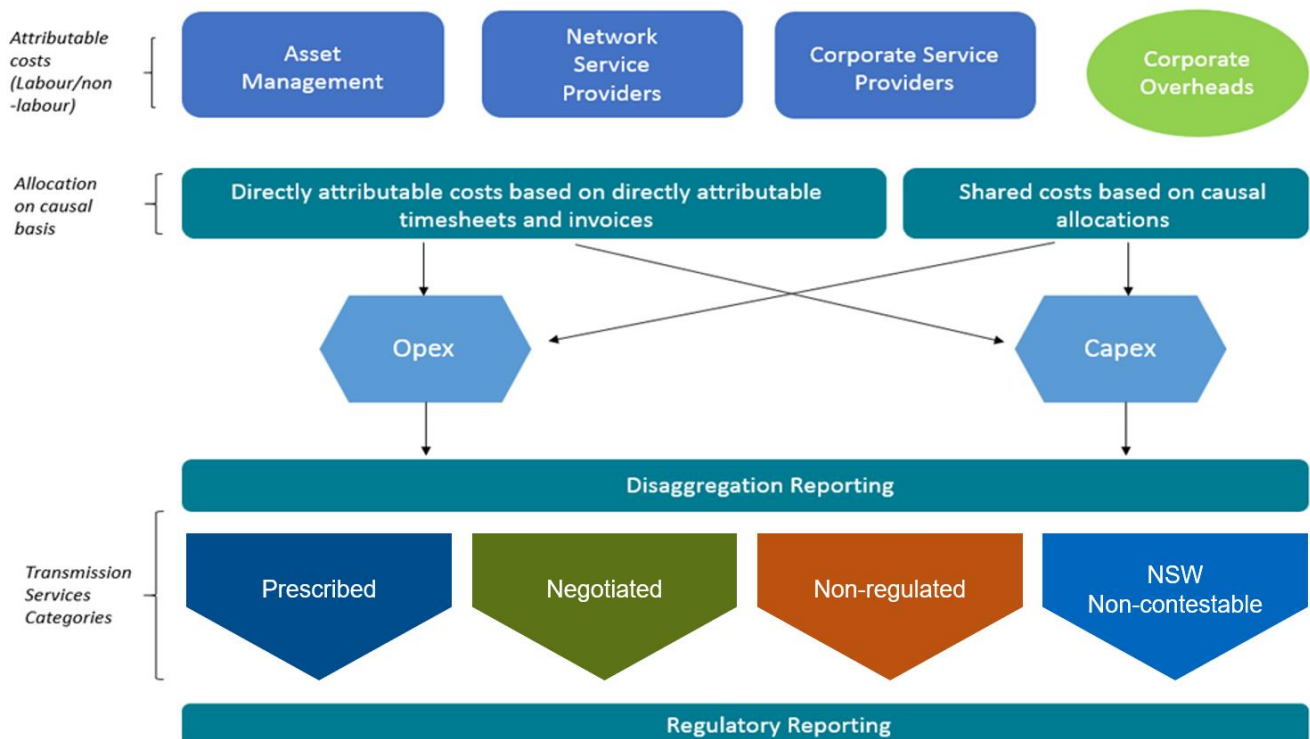 Attributable
costs
(Labour/non
-labour)
Asset
Management
Network
Service
Providers
Corporate Service
Providers
Corporate
Overheads
Allocation
on causal
basis
Directly attributable costs based on directly attributable
timesheets and invoices
Shared costs based on causal
allocations
Opex
Capex
Disaggregation Reporting
Transmission
Services
Categories
Prescribed
Negotiated
Non-regulated
NSW
Non-contestable
Regulatory Reporting